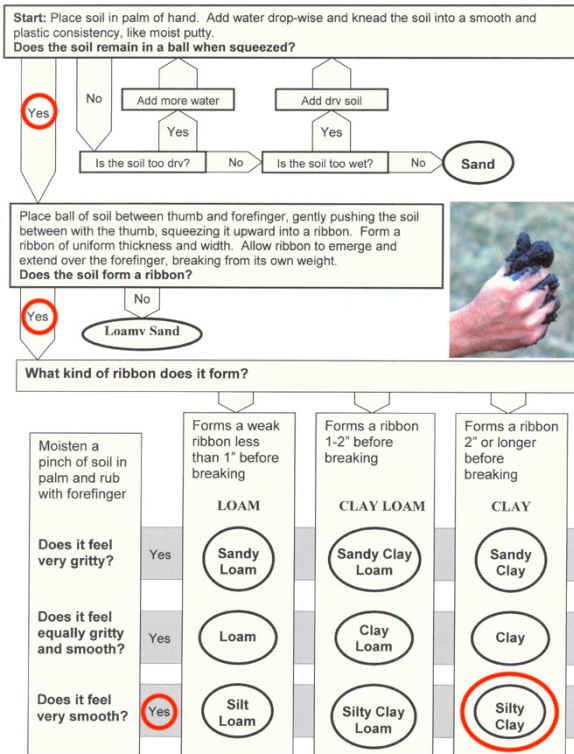 Start: Place soil in palm of hand. Add water drop-wise and knead the soil into a smooth and
plastic consistency, like moist putty.
Does the soil remain in a ball when squeezed?
Yes
No
Add more water
Add drv soil
Yes
Yes
Is the soil too drv?
No
Is the soil too wet?
No
Sand
Place ball of soil between thumb and forefinger, gently pushing the soil
between with the thumb, squeezing it upward into a ribbon. Form a
ribbon of uniform thickness and width. Allow ribbon to emerge and
extend over the forefinger, breaking from its own weight.
Does the soil form a ribbon?
Yes
No
Loamv Sand
What kind of ribbon does it form?
Moisten a
pinch of soil in
palm and rub
with forefinger
Forms a weak
ribbon less
than 1" before
breaking
Forms a ribbon
1-2" before
breaking
Forms a ribbon
2" or longer
before
breaking
LOAM
CLAY LOAM
CLAY
Does it feel
very gritty?
Yes
Sandy
Loam
Sandy Clay
Loam
Sandy
Clay
Does it feel
equally gritty
and smooth?
Yes
Loam
Clay
Loam
Clay
Does it feel
very smooth?
Yes
Silt
Loam
Silty Clay
Loam
Silty
Clay